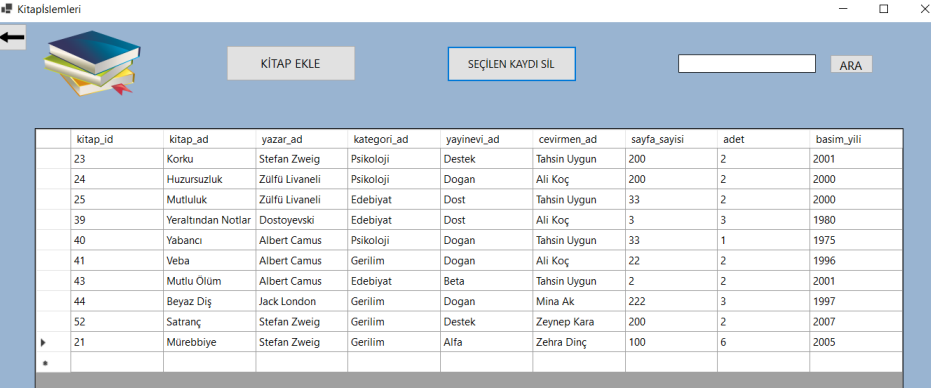 Kitapİslemleri
KİTAP EKLE
SEÇİLEN KAYDI SİL
ARA
kitap_id kitap_ad yazar_ad kategori_ad yayinevi_ad cevirmen_ad sayfa_sayisi adet basim_yili
23 Korku Stefan Zweig Psikoloji Destek Tahsin Uygun 200 2 2001
24 Huzursuzluk Zülfü Livaneli Psikoloji Dogan Ali Koç 200 2 2000
25 Mutluluk Zülfü Livaneli Edebiyat Dost Tahsin Uygun 33 2 2000
39 Yeraltından Notlar Dostoyevski Edebiyat Dost Ali Koç 3 3 1980
40 Yabancı Albert Camus Psikoloji Dogan Tahsin Uygun 33 1 1975
41 Veba Albert Camus Gerilim Dogan Ali Koç 22 2 1996
43 Mutlu Ölüm Albert Camus Edebiyat Beta Tahsin Uygun 2 2 2001
44 Beyaz Diş Jack London Gerilim Dogan Mina Ak 222 3 1997
52 Satranç Stefan Zweig Gerilim Destek Zeynep Kara 200 2 2007
21 Mürebbiye Stefan Zweig Gerilim Alfa Zehra Dinç 100 6 2005